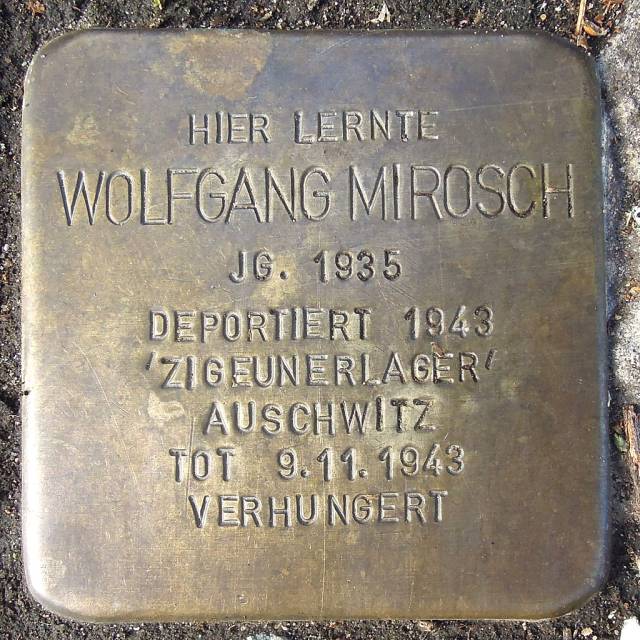 HIER LERNTE
WOLFGANG MIROSCH
JG. 1935
DEPORTIERT 1943
'ZIGEUNERLAGER'
AUSCHWITZ
TOT 9.11.1943
VERHUNGERT